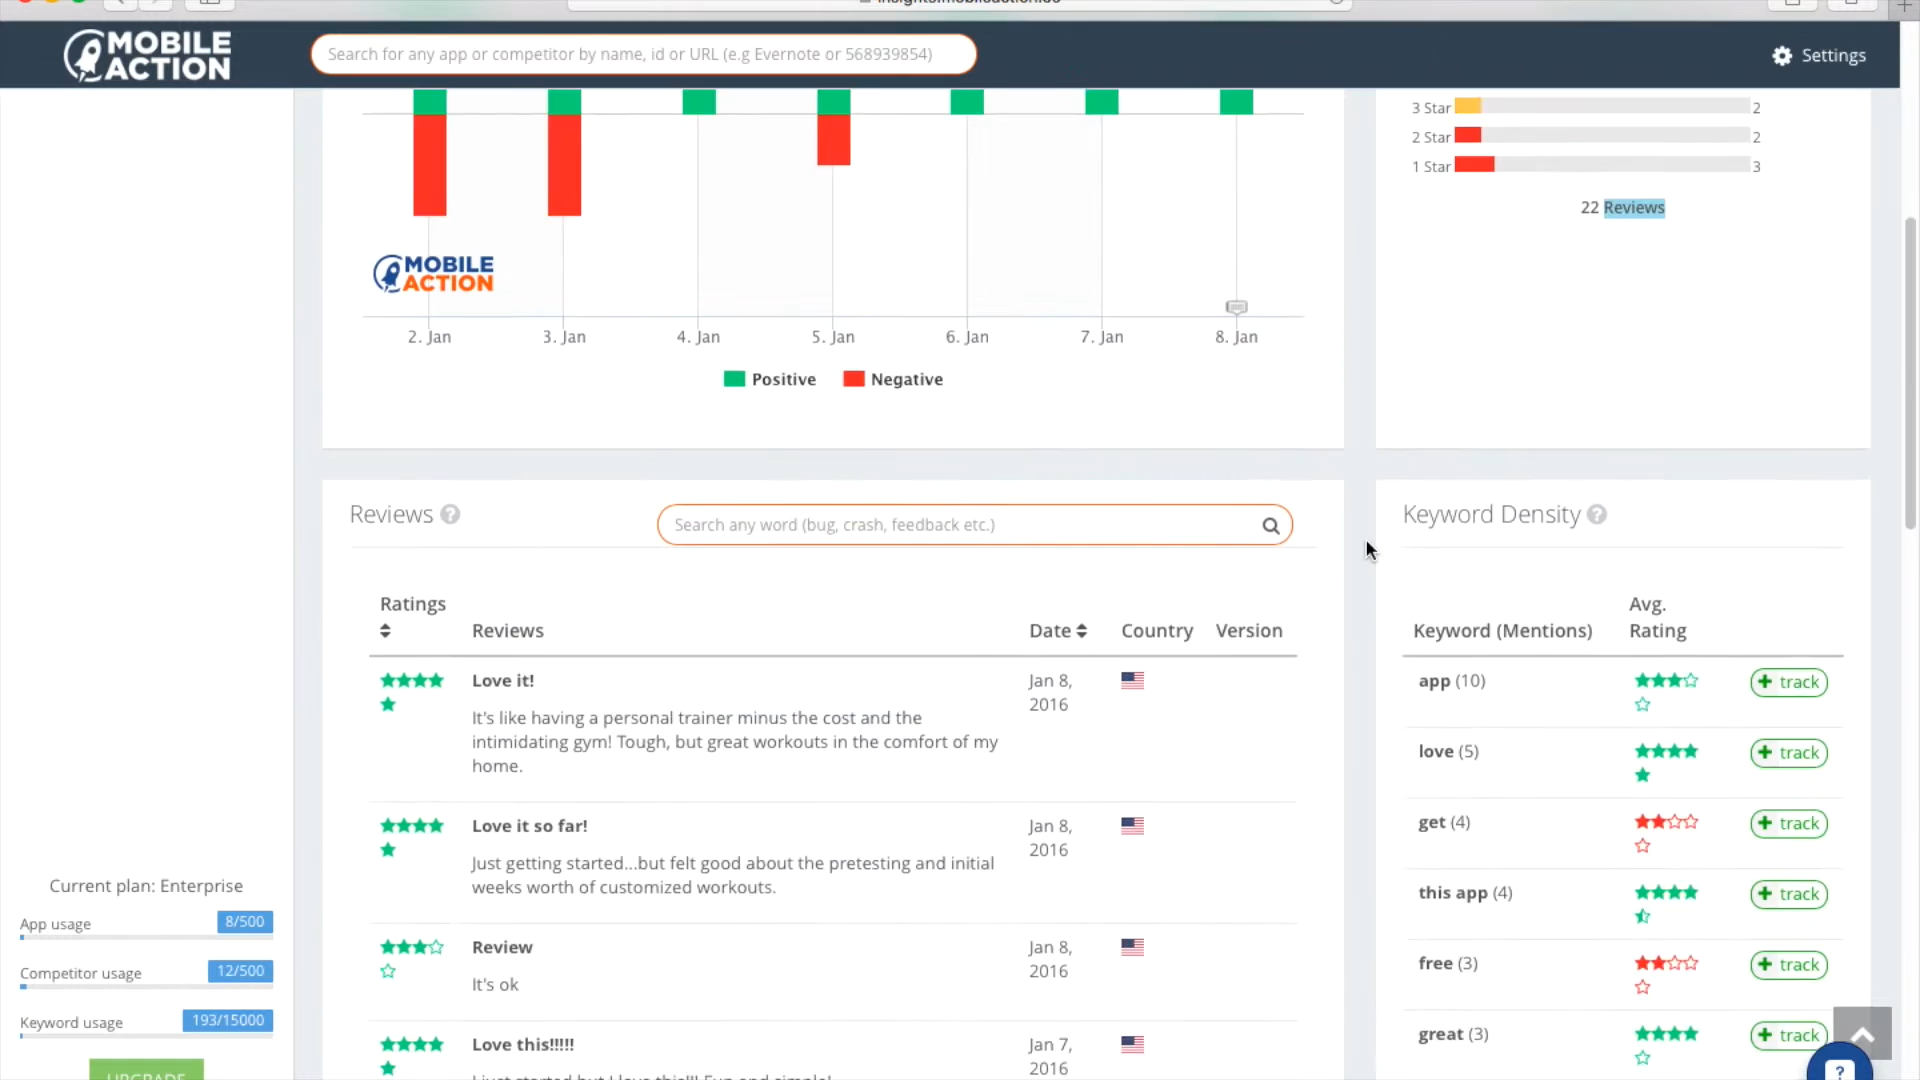 MOBILE ACTION
Search for any app or competitor by name, id or URL (e.g Evernote or 568939854)
Settings
3 Star 2
2 Star 2
1 Star 3
22 Reviews
MOBILE ACTION
2. Jan 3. Jan 4. Jan 5. Jan 6. Jan 7. Jan 8. Jan
Positive Negative
Reviews ?
Search any word (bug, crash, feedback etc.)
Ratings
Reviews Date Country Version
Love it! Jan 8,
2016
It's like having a personal trainer minus the cost and the
intimidating gym! Tough, but great workouts in the comfort of my
home.
Love it so far! Jan 8,
2016
Just getting started...but felt good about the pretesting and initial
weeks worth of customized workouts.
Review Jan 8,
2016
It's ok
Love this!!!!! Jan 7,
2016
Keyword Density ?
Avg.
Keyword (Mentions) Rating
app (10) + track
love (5) + track
get (4) + track
this app (4) + track
free (3) + track
great (3) + track
?
Current plan: Enterprise
App usage 8/500
Competitor usage 12/500
Keyword usage 193/15000
UPGRADE